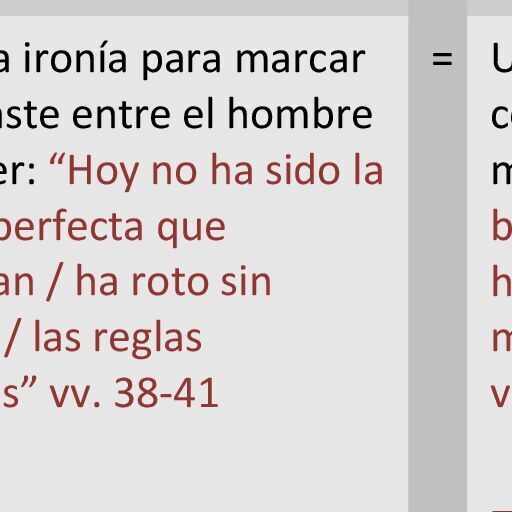 a ironía para marcar
aste entre el hombre
er: “Hoy no ha sido la
perfecta que
an / ha roto sin
/ las reglas
s” vv. 38-41
=
U
c
m
b
h
m
v